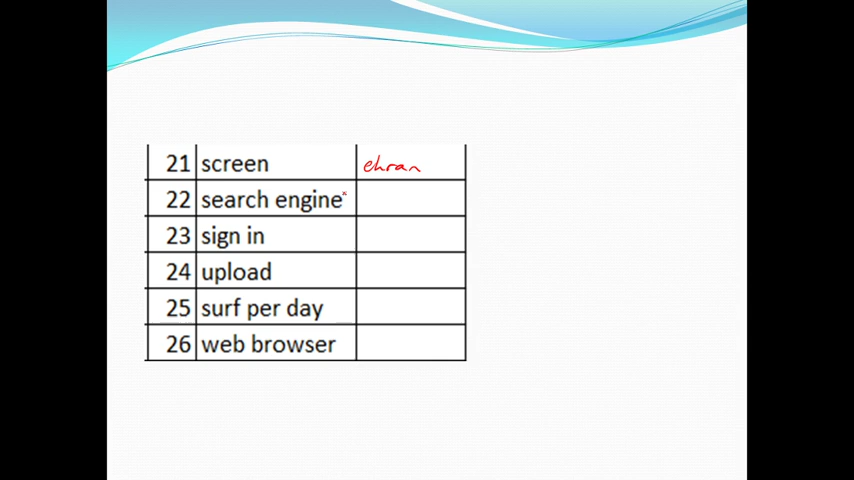 21 screen ekran
22 search engine
23 sign in
24 upload
25 surf per day
26 web browser